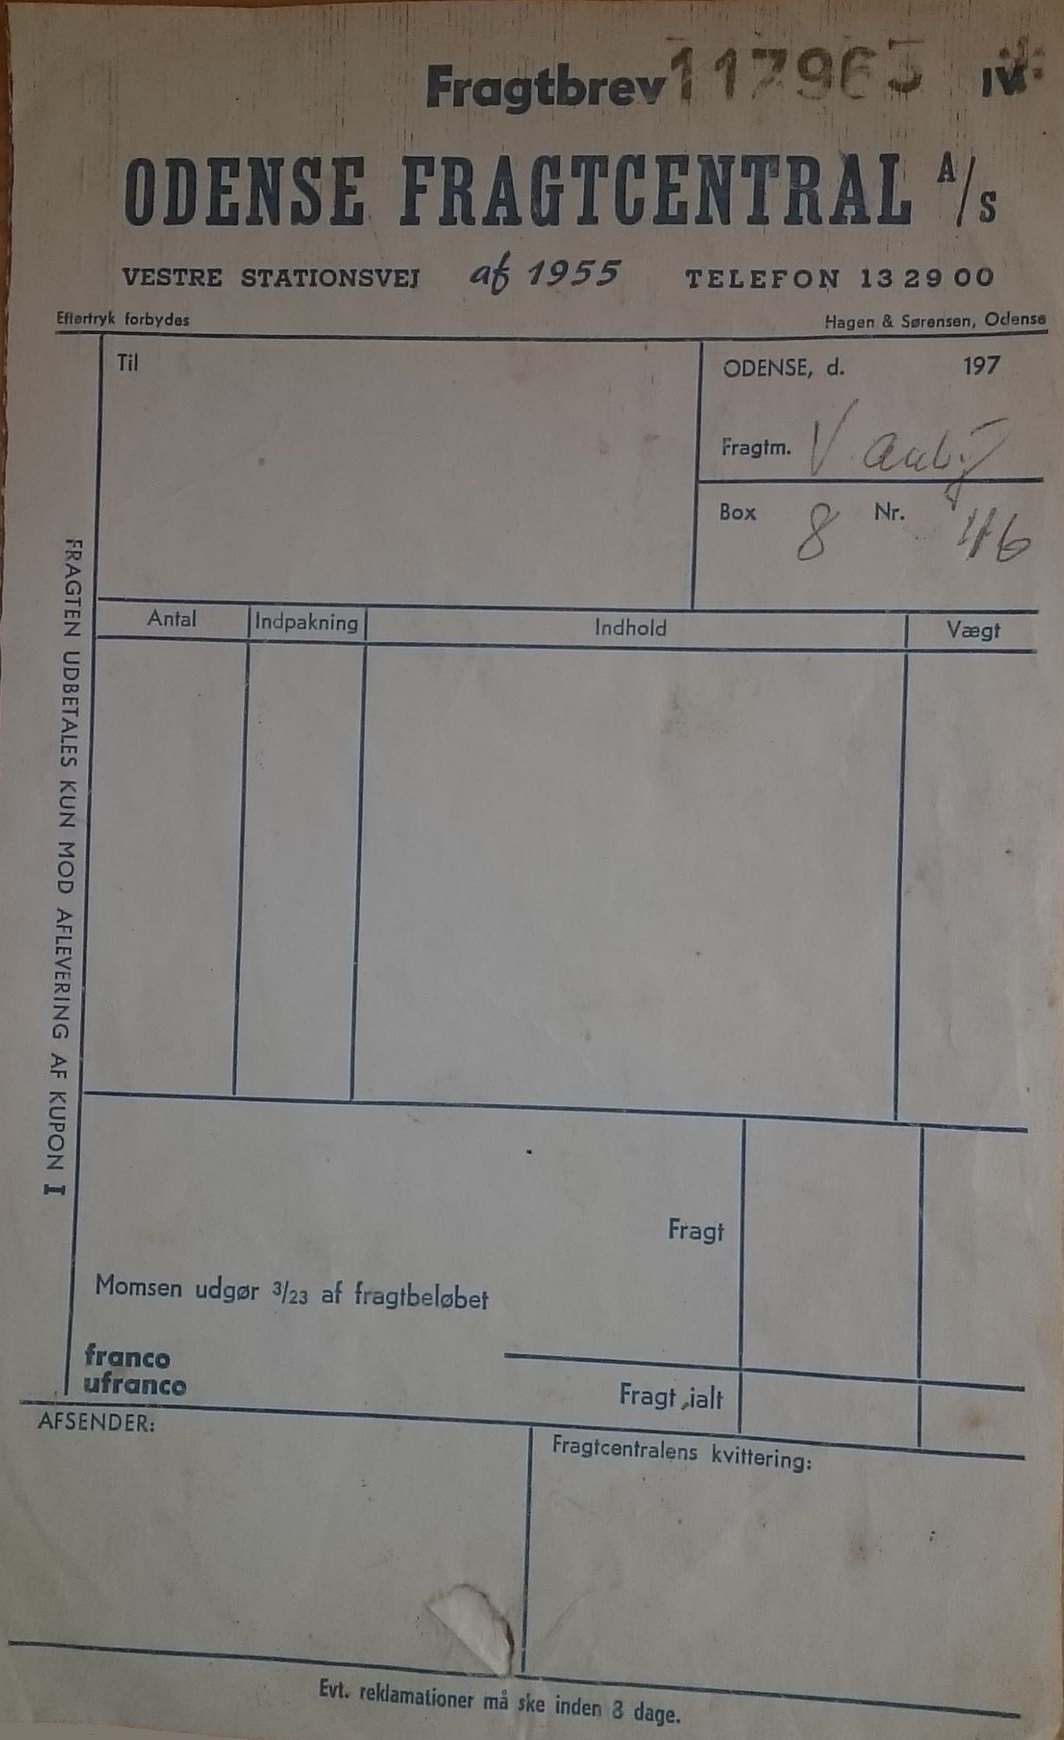 Fragtbrev 117963 IV
ODENSE FRAGTCENTRAL A/S
VESTRE STATIONSVEJ af 1955 TELEFON 13 29 00
Eftertryk forbydes
Hagen & Sørensen, Odense
Til
ODENSE, d. 197
Fragtm. V
Box 8 Nr. 46
FRAGTEN UDBETALES KUN MOD AFLEVERING AF KUPON I
Antal Indpakning Indhold Vægt
Fragt
Momsen udgør 3/23 af fragtbeløbet
franco
ufranco
Fragt ialt
AFSENDER:
Fragtcentralens kvittering:
Evt. reklamationer må ske inden 8 dage.